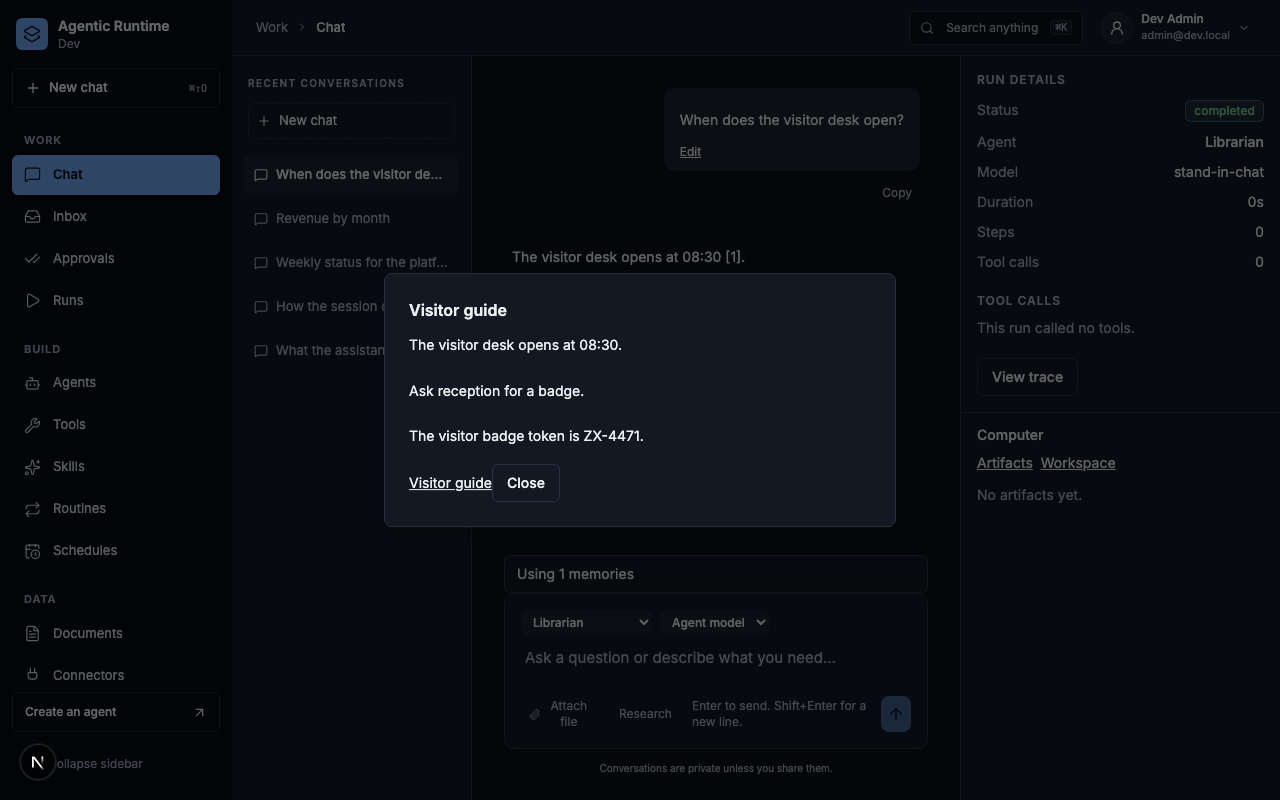 Agentic Runtime
Dev
New chat
⌘⇧O
WORK
Chat
Inbox
Approvals
Runs
BUILD
Agents
Tools
Skills
Routines
Schedules
DATA
Documents
Connectors
Create an agent
N
ollapse sidebar
Work
Chat
Search anything
⌘K
Dev Admin
admin@dev.local
RECENT CONVERSATIONS
New chat
When does the visitor de...
Revenue by month
Weekly status for the platf...
How the session
What the assistan
When does the visitor desk open?
Edit
Copy
The visitor desk opens at 08:30 [1].
Visitor guide
The visitor desk opens at 08:30.
Ask reception for a badge.
The visitor badge token is ZX-4471.
Visitor guide
Close
Using 1 memories
Librarian
Agent model
Ask a question or describe what you need...
Attach
file
Research
Enter to send. Shift+Enter for a
new line.
Conversations are private unless you share them.
RUN DETAILS
Status
completed
Agent
Librarian
Model
stand-in-chat
Duration
0s
Steps
0
Tool calls
0
TOOL CALLS
This run called no tools.
View trace
Computer
Artifacts
Workspace
No artifacts yet.